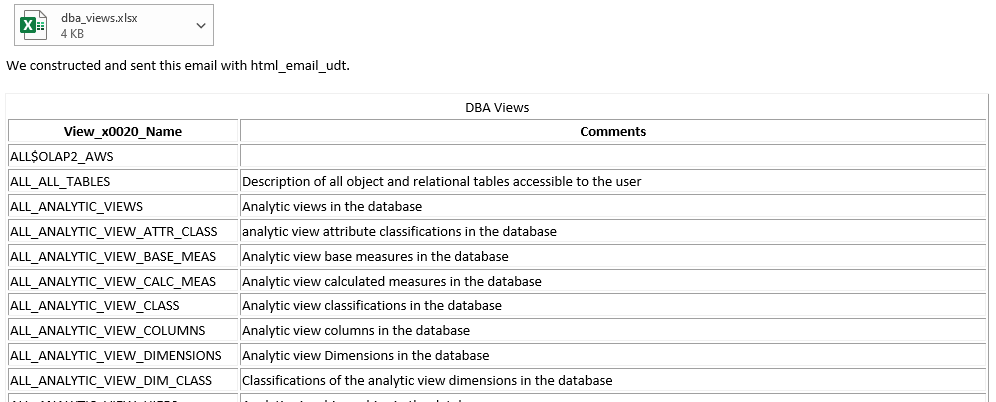 dba_views.xlsx
4 KB
We constructed and sent this email with html_email_udt.
DBA Views
View_x0020_Name Comments
ALL$OLAP2_AWS
ALL_ALL_TABLES Description of all object and relational tables accessible to the user
ALL_ANALYTIC_VIEWS Analytic views in the database
ALL_ANALYTIC_VIEW_ATTR_CLASS analytic view attribute classifications in the database
ALL_ANALYTIC_VIEW_BASE_MEAS Analytic view base measures in the database
ALL_ANALYTIC_VIEW_CALC_MEAS Analytic view calculated measures in the database
ALL_ANALYTIC_VIEW_CLASS Analytic view classifications in the database
ALL_ANALYTIC_VIEW_COLUMNS Analytic view columns in the database
ALL_ANALYTIC_VIEW_DIMENSIONS Analytic view Dimensions in the database
ALL_ANALYTIC_VIEW_DIM_CLASS Classifications of the analytic view dimensions in the database